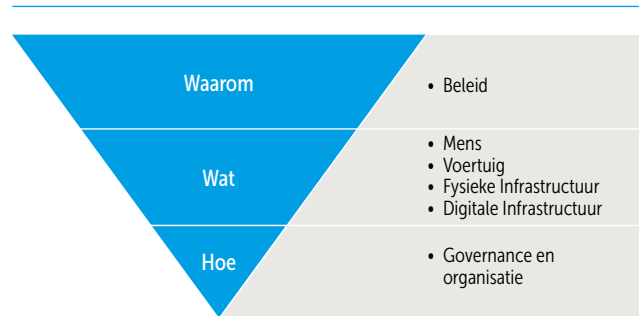 Waarom
• Beleid
Wat
• Mens
• Voertuig
• Fysieke Infrastructuur
• Digitale Infrastructuur
Hoe
• Governance en
organisatie